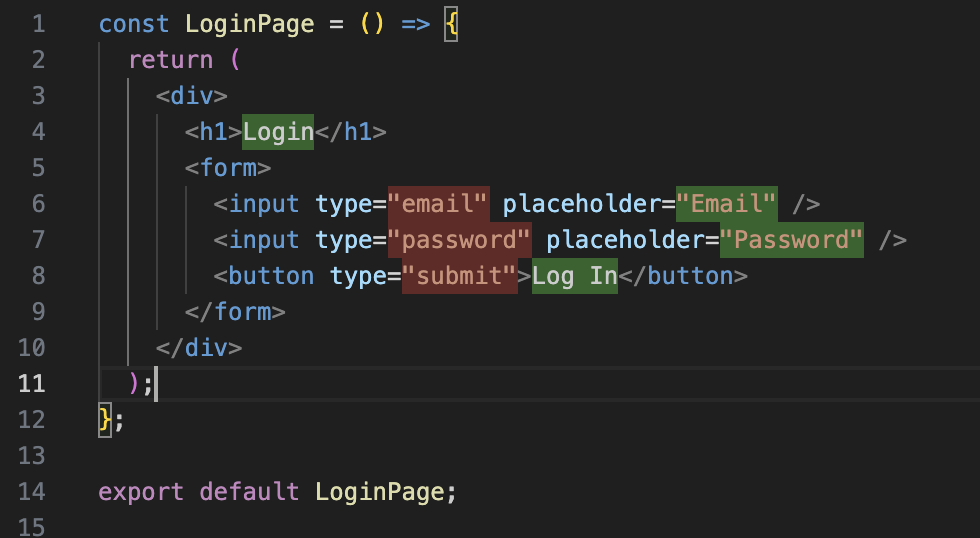 1 const LoginPage = () => {
2 return (
3 <div>
4 <h1>Login</h1>
5 <form>
6 <input type="email" placeholder="Email" />
7 <input type="password" placeholder="Password" />
8 <button type="submit">Log In</button>
9 </form>
10 </div>
11 );
12 };
13
14 export default LoginPage;
15